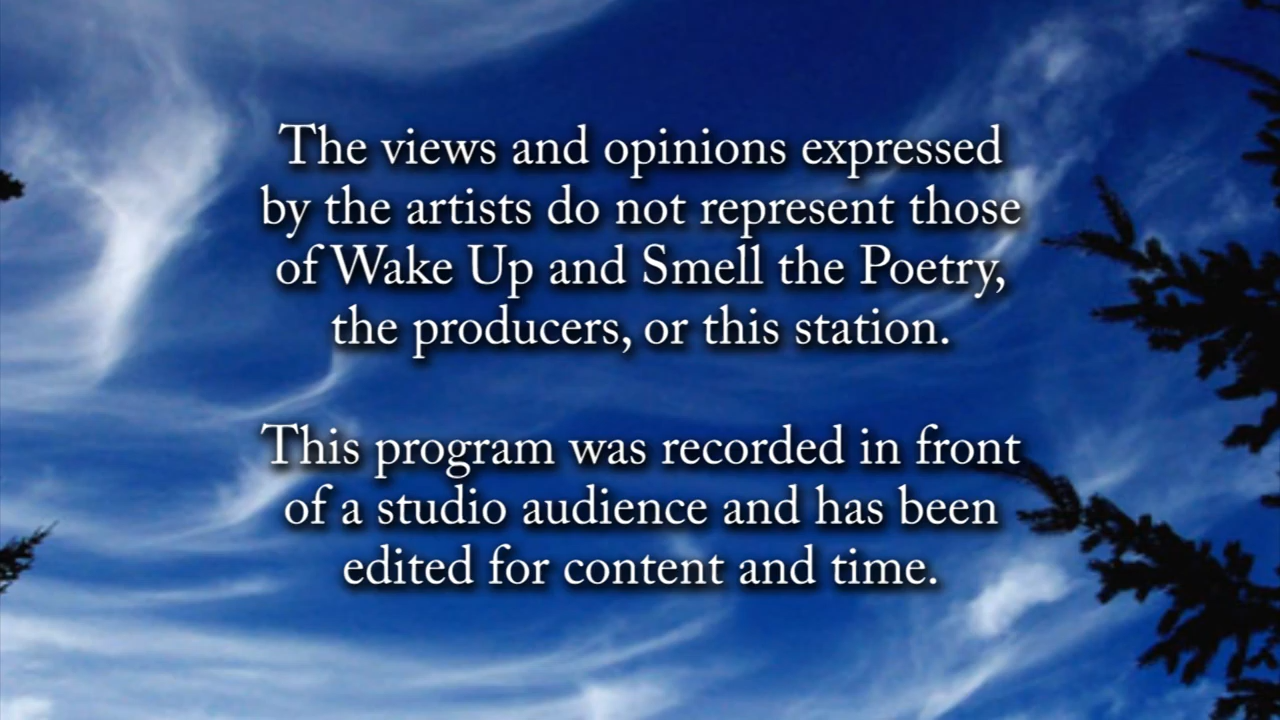 The views and opinions expressed
by the artists do not represent those
of Wake Up and Smell the Poetry,
the producers, or this station.
This program was recorded in front
of a studio audience and has been
edited for content and time.